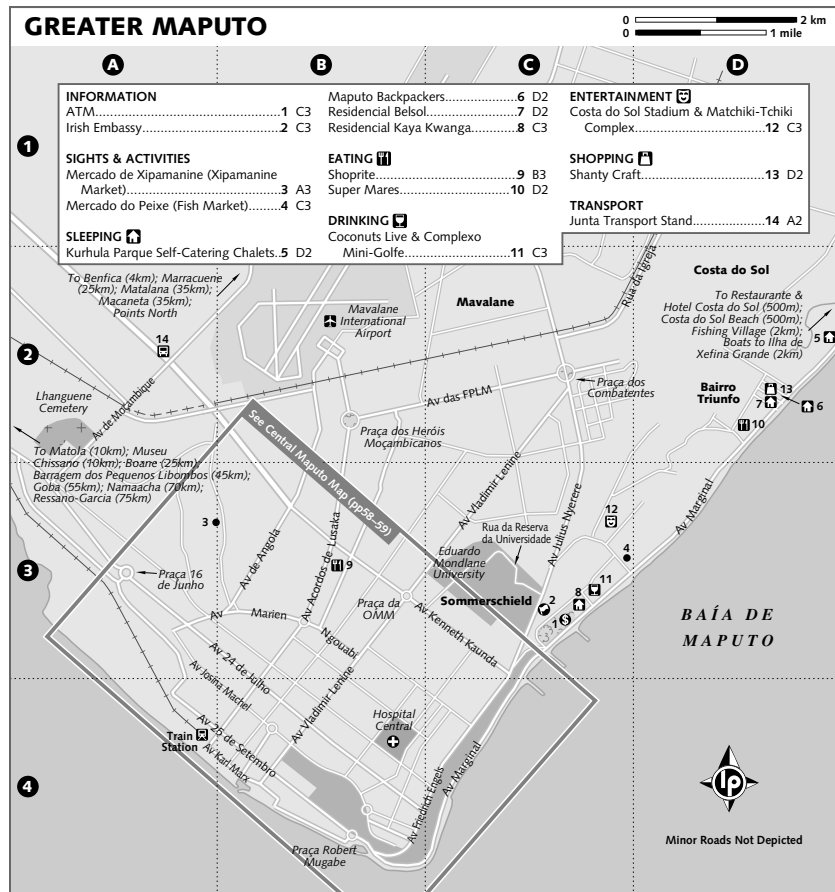 GREATER MAPUTO
0 2 km
0 1 mile
A B C D
1
2
3
4
INFORMATION
ATM 1 C3
Irish Embassy 2 C3
SIGHTS & ACTIVITIES
Mercado de Xipamanine (Xipamanine
Market) 3 A3
Mercado do Peixe (Fish Market) 4 C3
SLEEPING
Kurhula Parque Self-Catering Chalets..5 D2
Maputo Backpackers 6 D2
Residencial Belsol 7 D2
Residencial Kaya Kwanga 8 C3
EATING
Shoprite 9 B3
Super Mares 10 D2
DRINKING
Coconuts Live & Complexo
Mini-Golfe 11 C3
ENTERTAINMENT
Costa do Sol Stadium & Matchiki-Tchiki
Complex 12 C3
SHOPPING
Shanty Craft 13 D2
TRANSPORT
Junta Transport Stand 14 A2
To Benfica (4km); Marracuene
(25km); Matalana (35km);
Macaneta (35km);
Points North
14
Lhanguene
Cemetery
Av de Moçambique
To Matola (10km); Museu
Chissano (10km); Boane (25km);
Barragem dos Pequenos Libombos (45km);
Goba (55km); Namaacha (70km);
Ressano-Garcia (75km)
Mavalane
International
Airport
Mavalane
Rua da Igreja
Costa do Sol
To Restaurante &
Hotel Costa do Sol (500m);
Costa do Sol Beach (500m);
Fishing Village (2km);
Boats to Ilha de
Xefina Grande (2km)
5
Praça dos
Combatentes
Av das FPLM
Praça dos Heróis
Moçambicanos
Bairro
Triunfo
13
7
6
10
See Central Maputo Map (pp58–59)
Av Vladimir Lenine
Av Julius Nyerere
Rua da Reserva
da Universidade
Av Marginal
12
4
3
Av de Angola
Av Acordos de Lusaka
9
Eduardo
Mondlane
University
Sommerschield
2
8
11
1
Praça 16
de Junho
Praça da
OMM
Av Kenneth Kaunda
Av Marien Ngouabi
BAÍA DE
MAPUTO
Av 24 de Julho
Av Josina Machel
Av Vladimir Lenine
Hospital
Central
Av 25 de Setembro
Train
Station
Av Karl Marx
Av Friedrich Engels
Av Marginal
Praça Robert
Mugabe
lp
Minor Roads Not Depicted